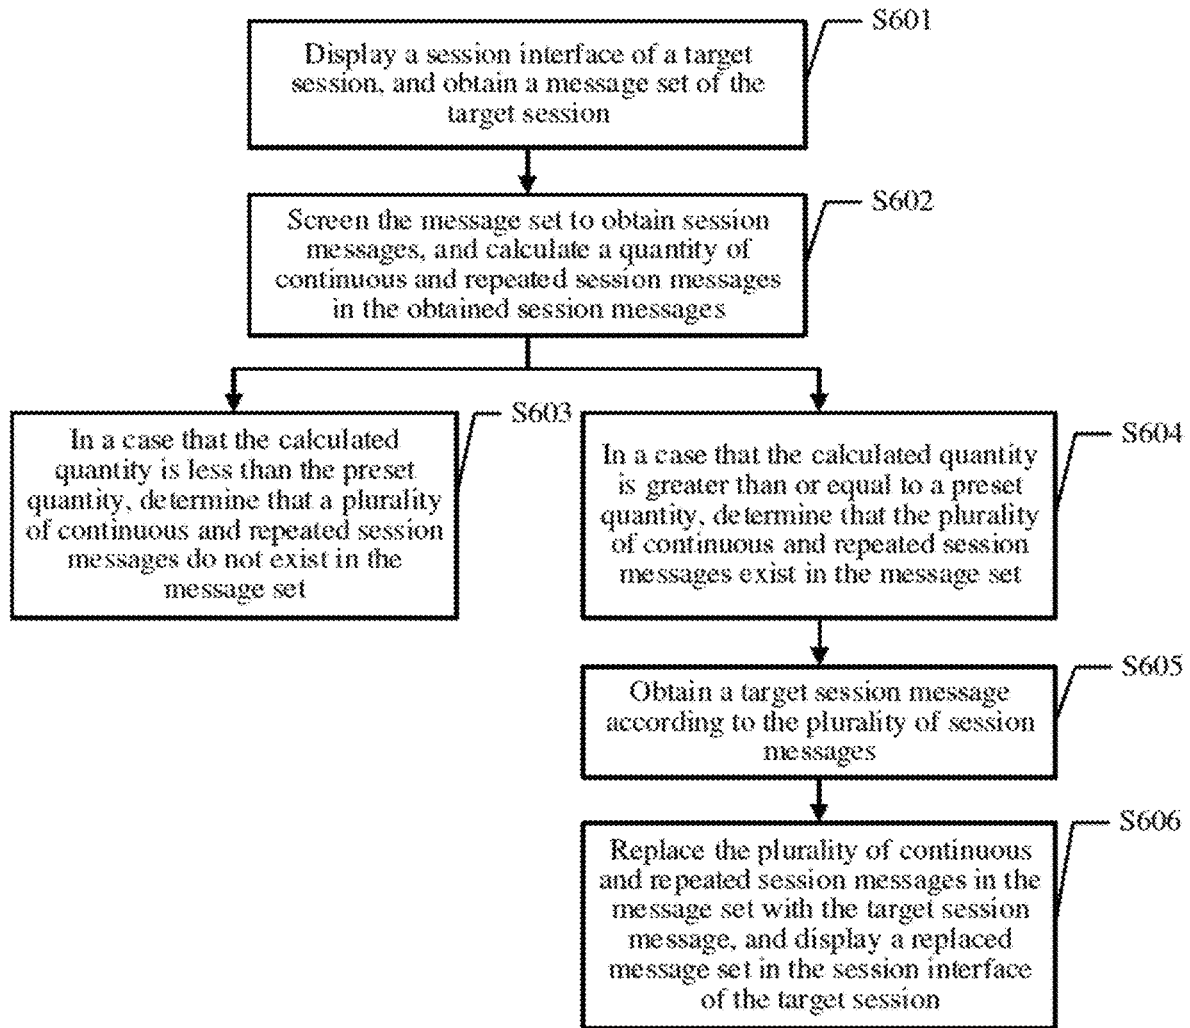 S601
Display a session interface of a target
session, and obtain a message set of the
target session
S602
Screen the message set to obtain session
messages, and calculate a quantity of
continuous and repeated session messages
in the obtained session messages
S603
In a case that the calculated
quantity is less than the preset
quantity, determine that a plurality
of continuous and repeated session
messages do not exist in the
message set
S604
In a case that the calculated quantity
is greater than or equal to a preset
quantity, determine that the plurality
of continuous and repeated session
messages exist in the message set
S605
Obtain a target session message
according to the plurality of session
messages
S606
Replace the plurality of continuous
and repeated session messages in the
message set with the target session
message, and display a replaced
message set in the session interface
of the target session